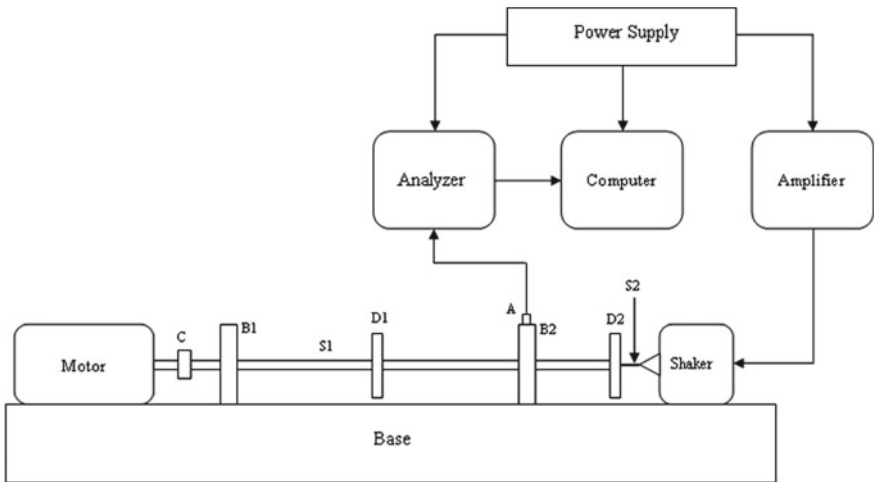 Power Supply
Analyzer
Computer
Amplifier
S2
A
D1
D2
B1
B2
C
S1
Motor
Shaker
Base